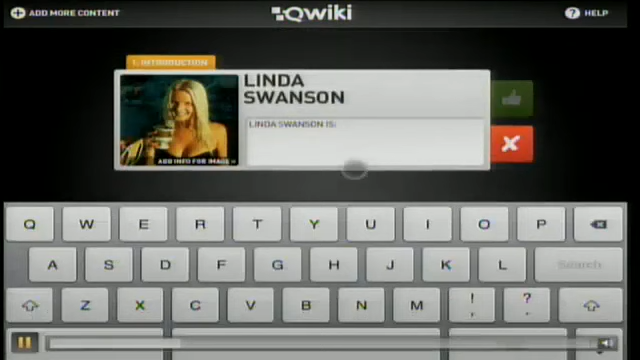 ADD MORE CONTENT
Qwiki
? HELP
1. INTRODUCTION
LINDA
SWANSON
LINDA SWANSON IS:
ADD INFO FOR IMAGE »
Q W E R T Y U I O P
A S D F G H J K L Search
Z X C V B N M ! , ? .